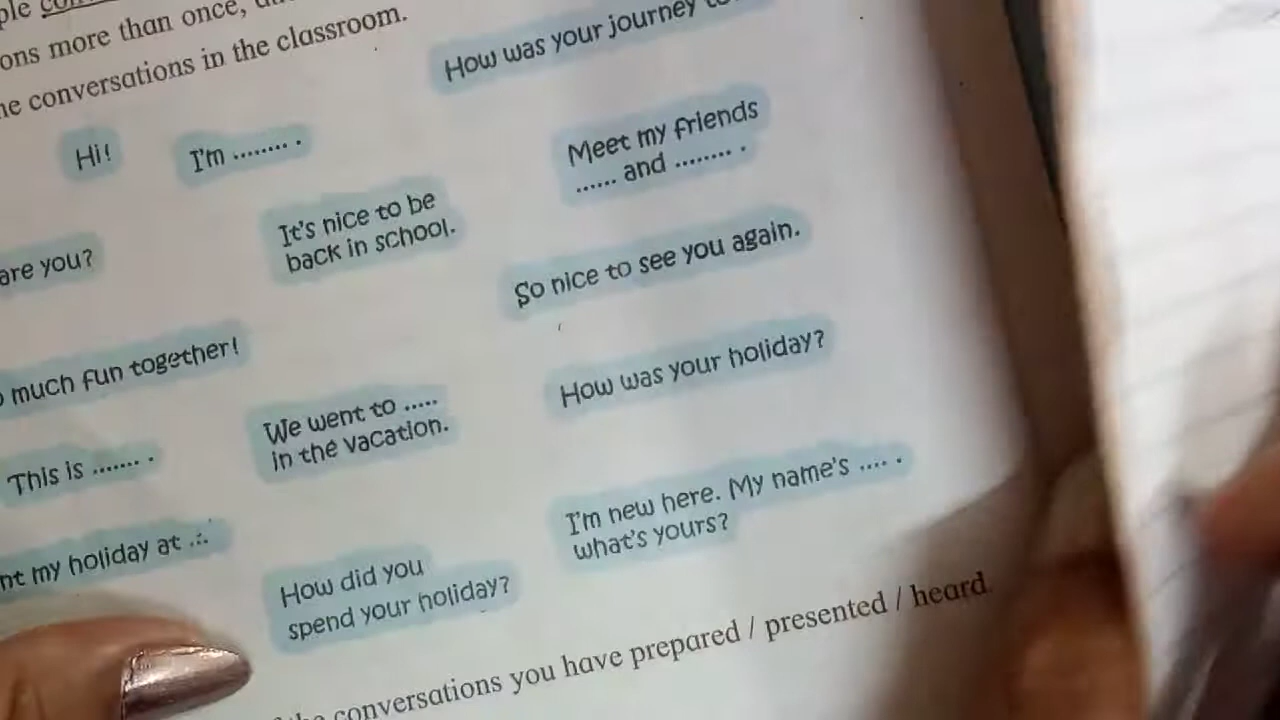 ons more than once,
conversations in the classroom.
How was your journey
Hi!
I'm ........ .
Meet my friends
...... and ........ .
It's nice to be
back in school.
are you?
So nice to see you again.
much fun together!
How was your holiday?
We went to .....
in the vacation.
This is ....... .
I'm new here. My name's .... .
what's yours?
my holiday at ...
How did you
spend your holiday?
conversations you have prepared / presented / heard